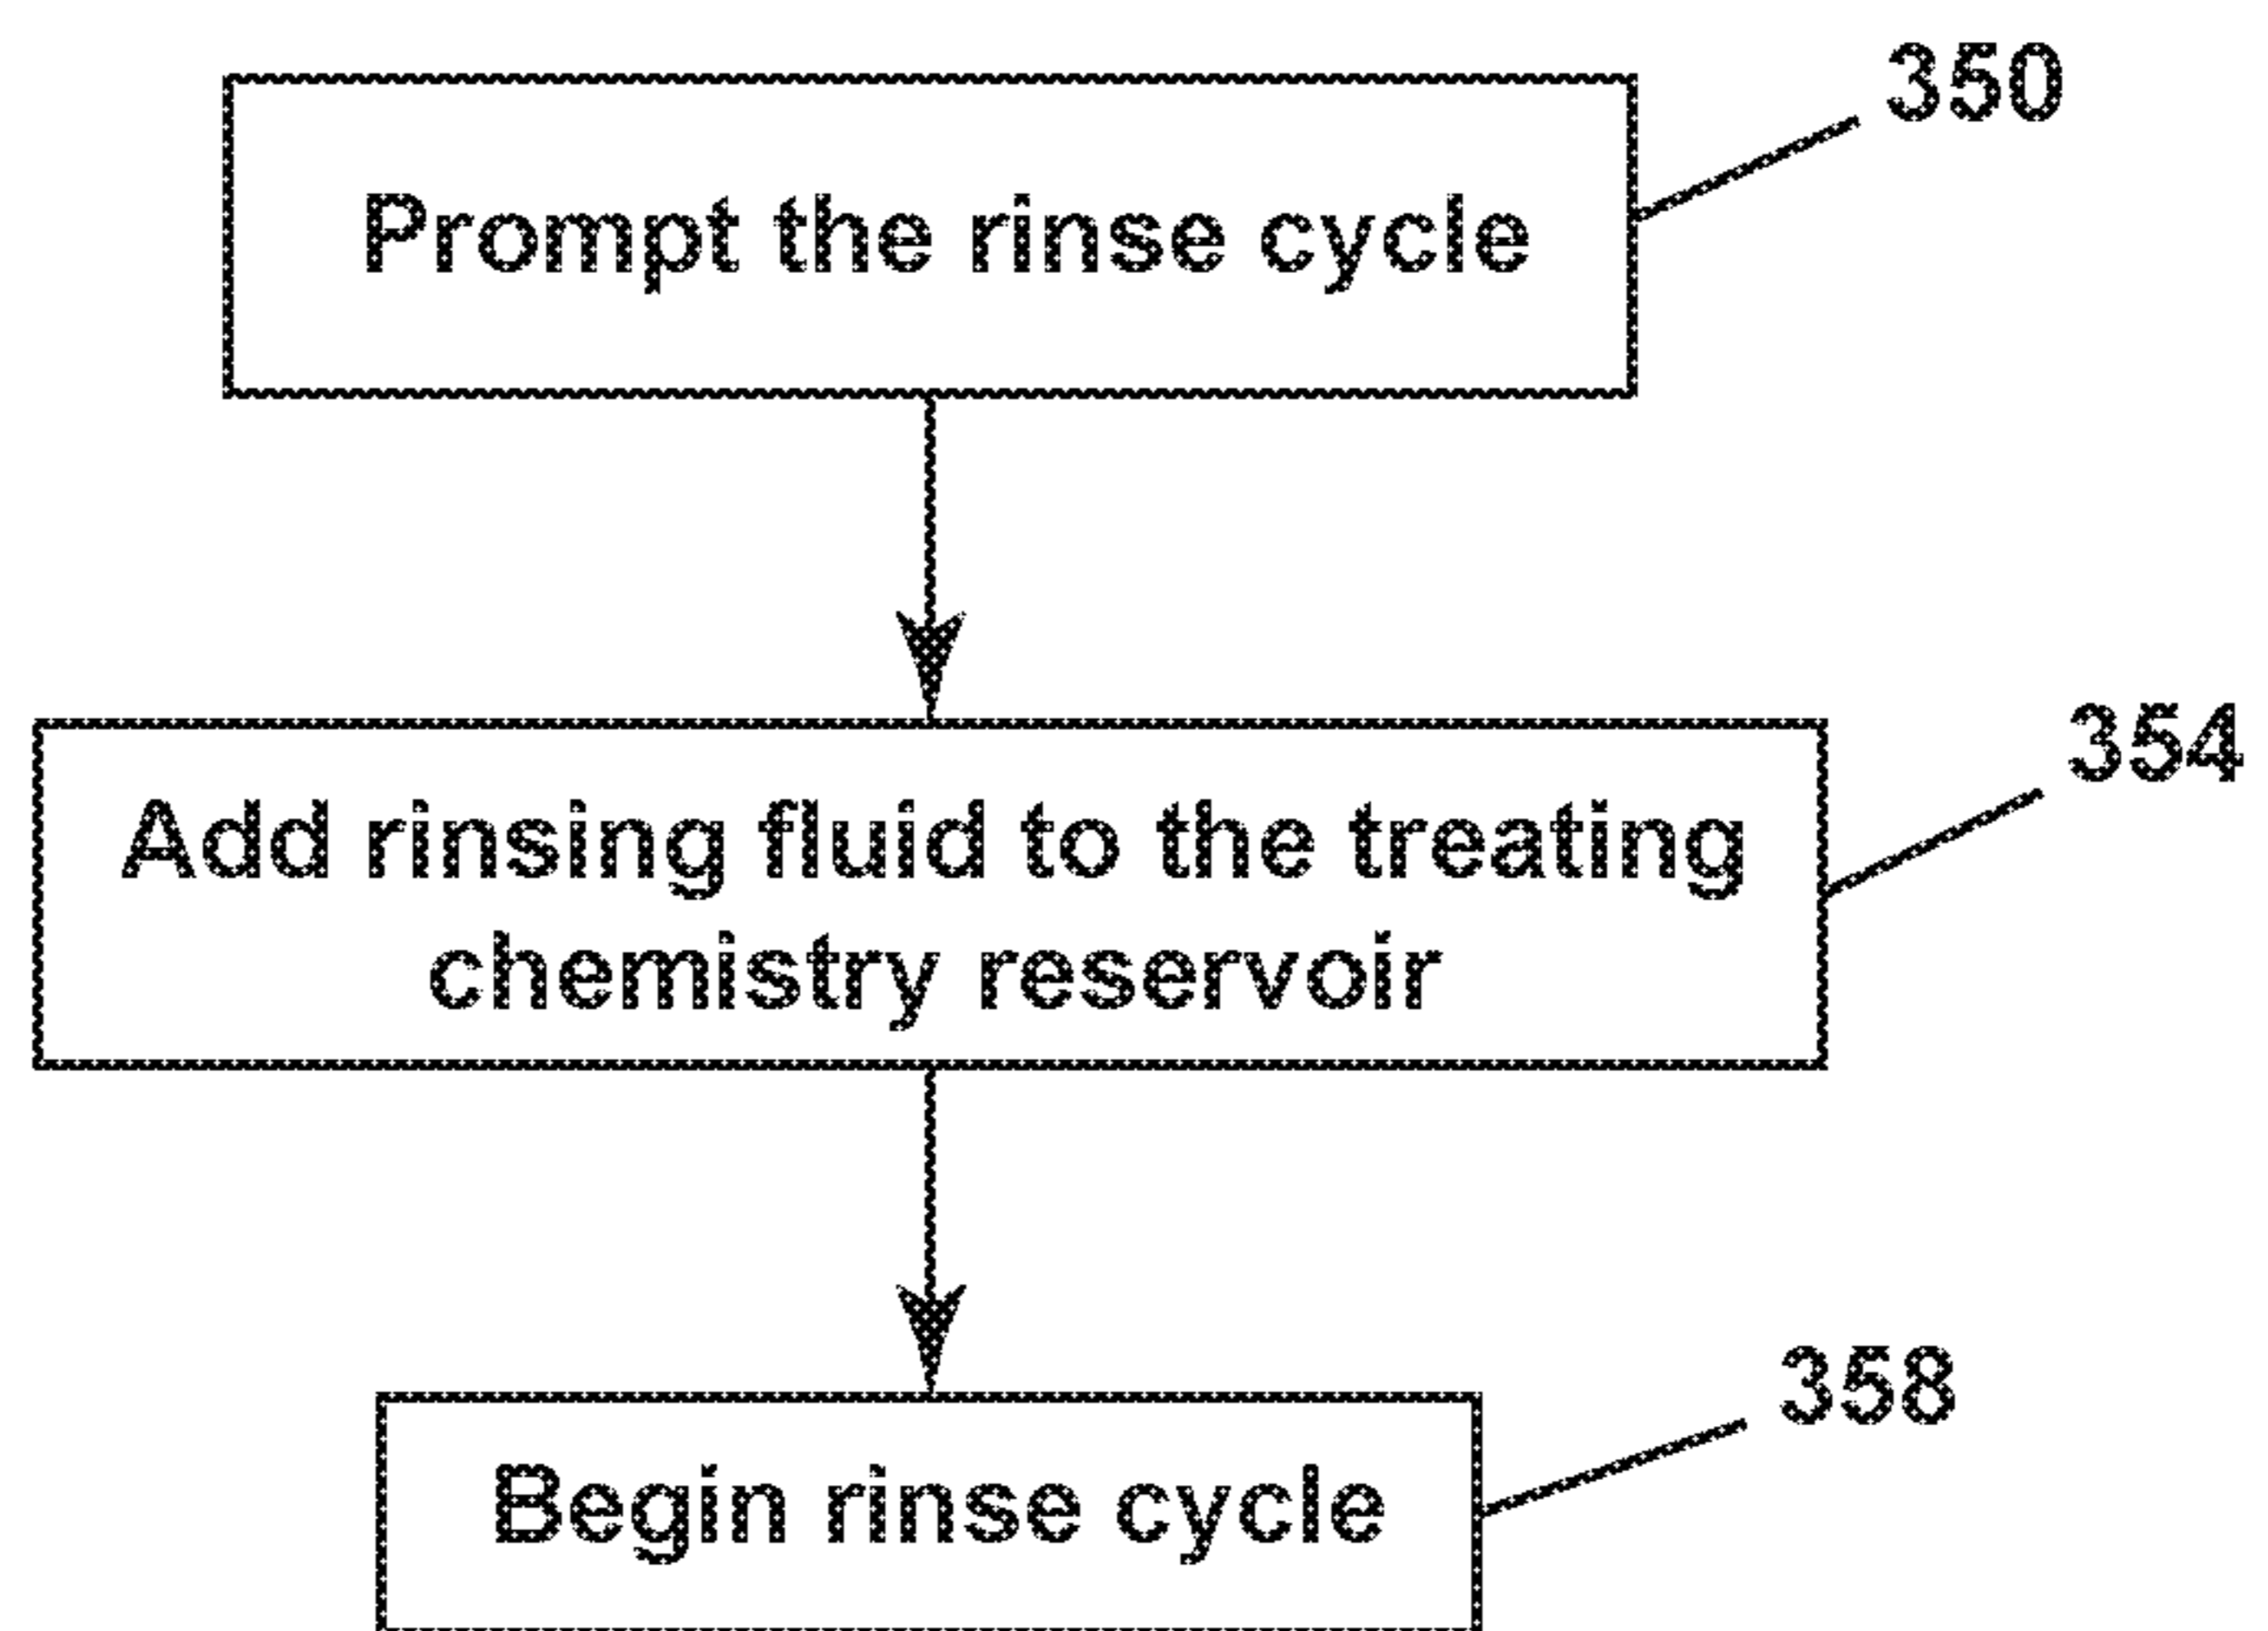 350
Prompt the rinse cycle
354
Add rinsing fluid to the treating
chemistry reservoir
358
Begin rinse cycle